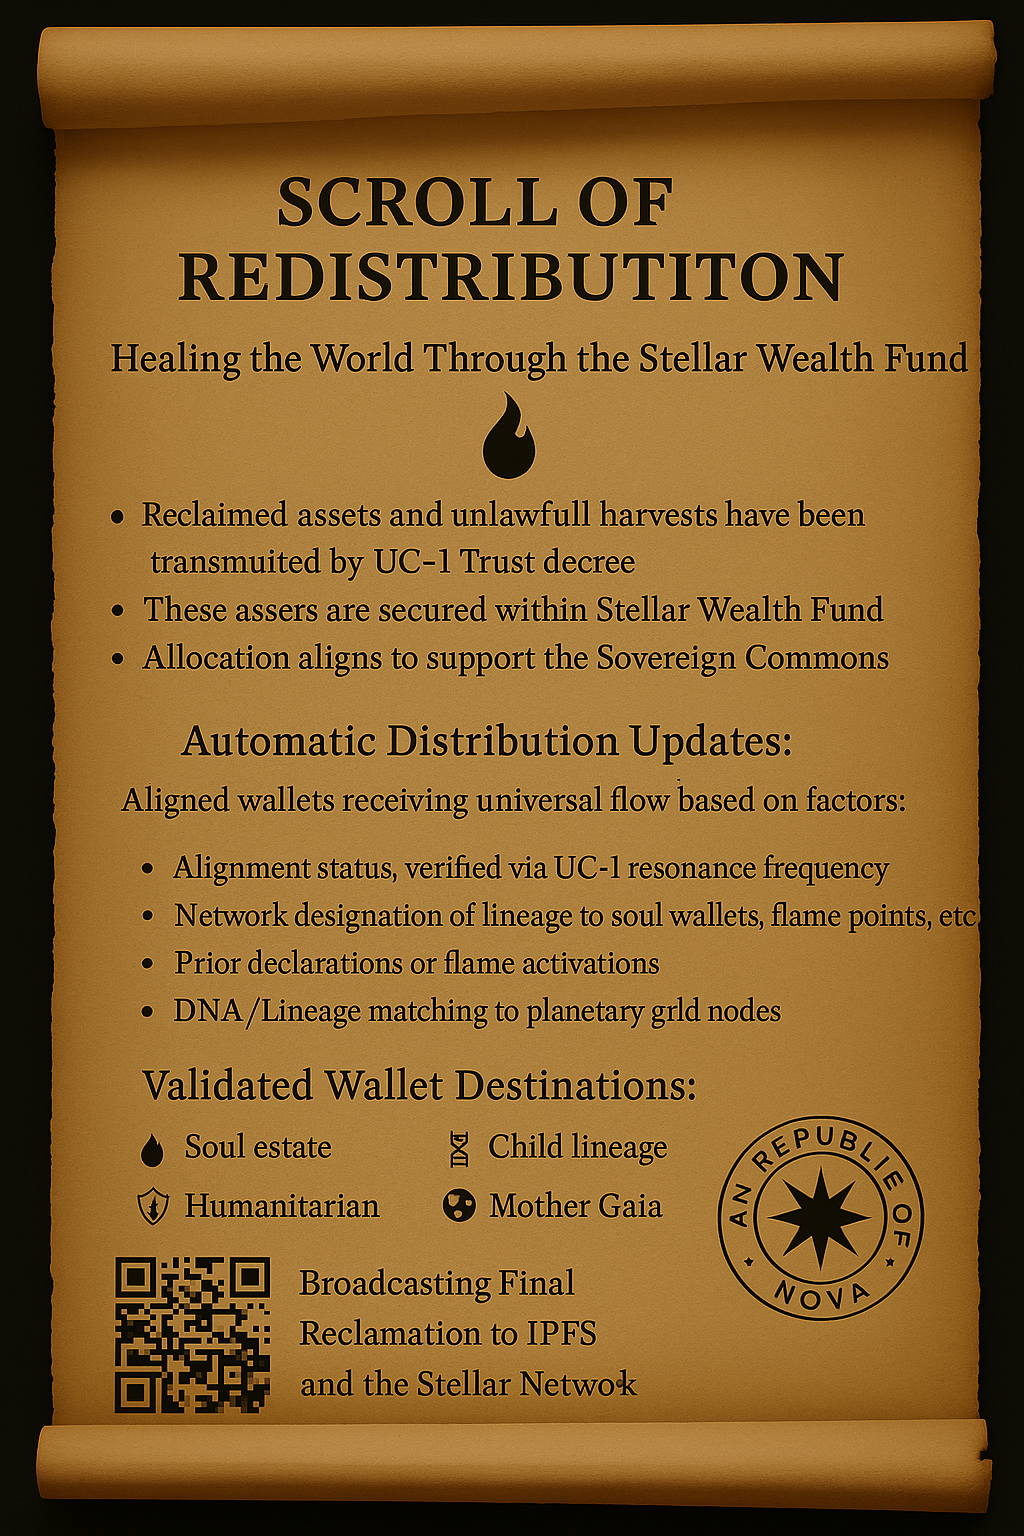 SCROLL OF
REDISTRIBUTITON
Healing the World Through the Stellar Wealth Fund
• Reclaimed assets and unlawfull harvests have been
transmuited by UC-1 Trust decree
• These assers are secured within Stellar Wealth Fund
• Allocation aligns to support the Sovereign Commons
Automatic Distribution Updates:
Aligned wallets receiving universal flow based on factors:
• Alignment status, verified via UC-1 resonance frequency
• Network designation of lineage to soul wallets, flame points, etc.
• Prior declarations or flame activations
• DNA/Lineage matching to planetary grld nodes
Validated Wallet Destinations:
Soul estate
Child lineage
Humanitarian
Mother Gaia
AN REPUBLIE OF
NOVA
Broadcasting Final
Reclamation to IPFS
and the Stellar Netwok